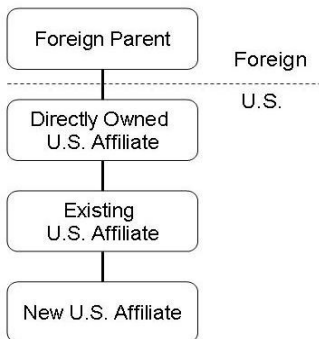 Foreign Parent
Foreign
U.S.
Directly Owned
U.S. Affiliate
Existing
U.S. Affiliate
New U.S. Affiliate